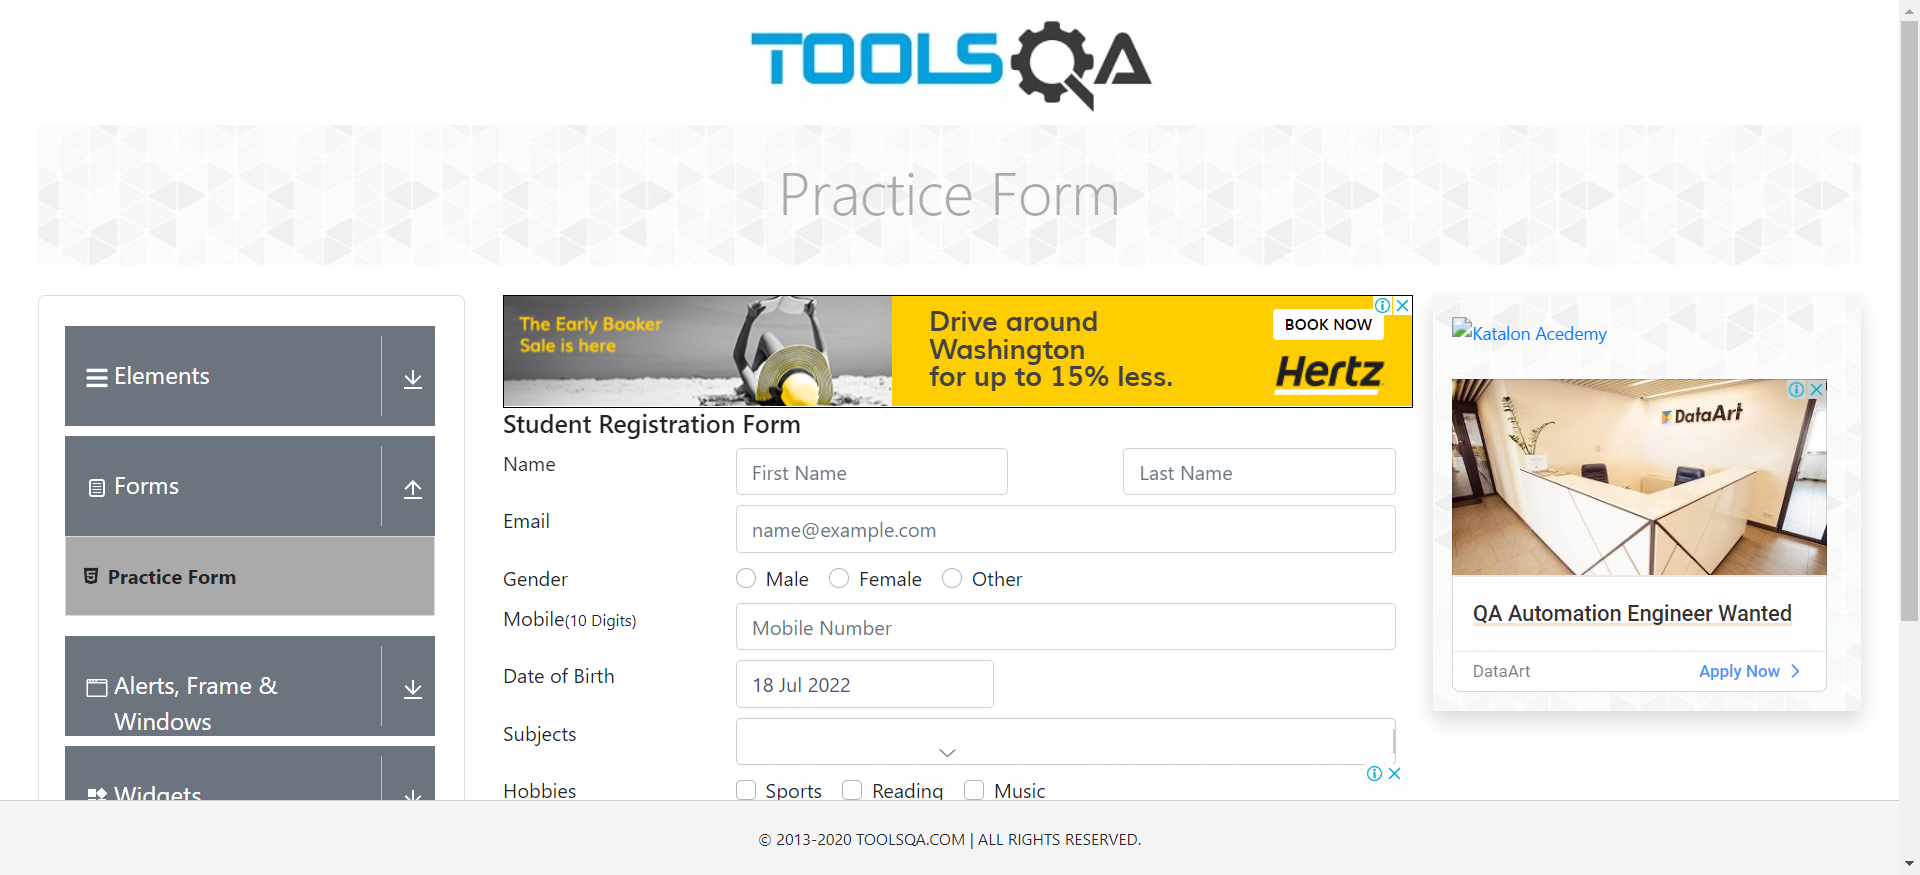 TOOLSQA
Practice Form
Elements
Forms
Practice Form
Alerts, Frame &
Windows
Widgets
The Early Booker
Sale is here
Drive around
Washington
for up to 15% less.
BOOK NOW
Hertz
Student Registration Form
Name
First Name
Last Name
Email
name@example.com
Gender
Male
Female
Other
Mobile(10 Digits)
Mobile Number
Date of Birth
18 Jul 2022
Subjects
Hobbies
Sports
Reading
Music
Katalon Acedemy
DataArt
QA Automation Engineer Wanted
DataArt
Apply Now
© 2013-2020 TOOLSQA.COM | ALL RIGHTS RESERVED.